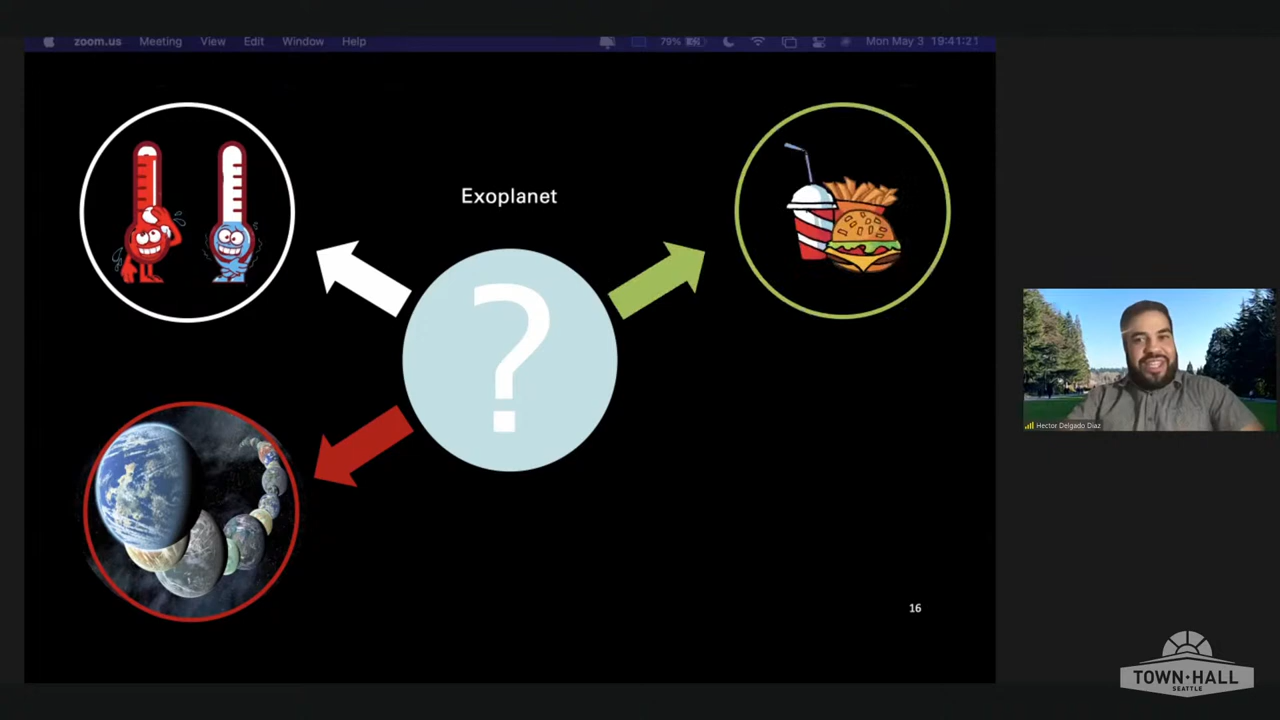 zoom.us Meeting View Edit Window Help 79% Mon May 3 19:41:21
Exoplanet
?
Hector Delgado Diaz
16
TOWN·HALL
SEATTLE